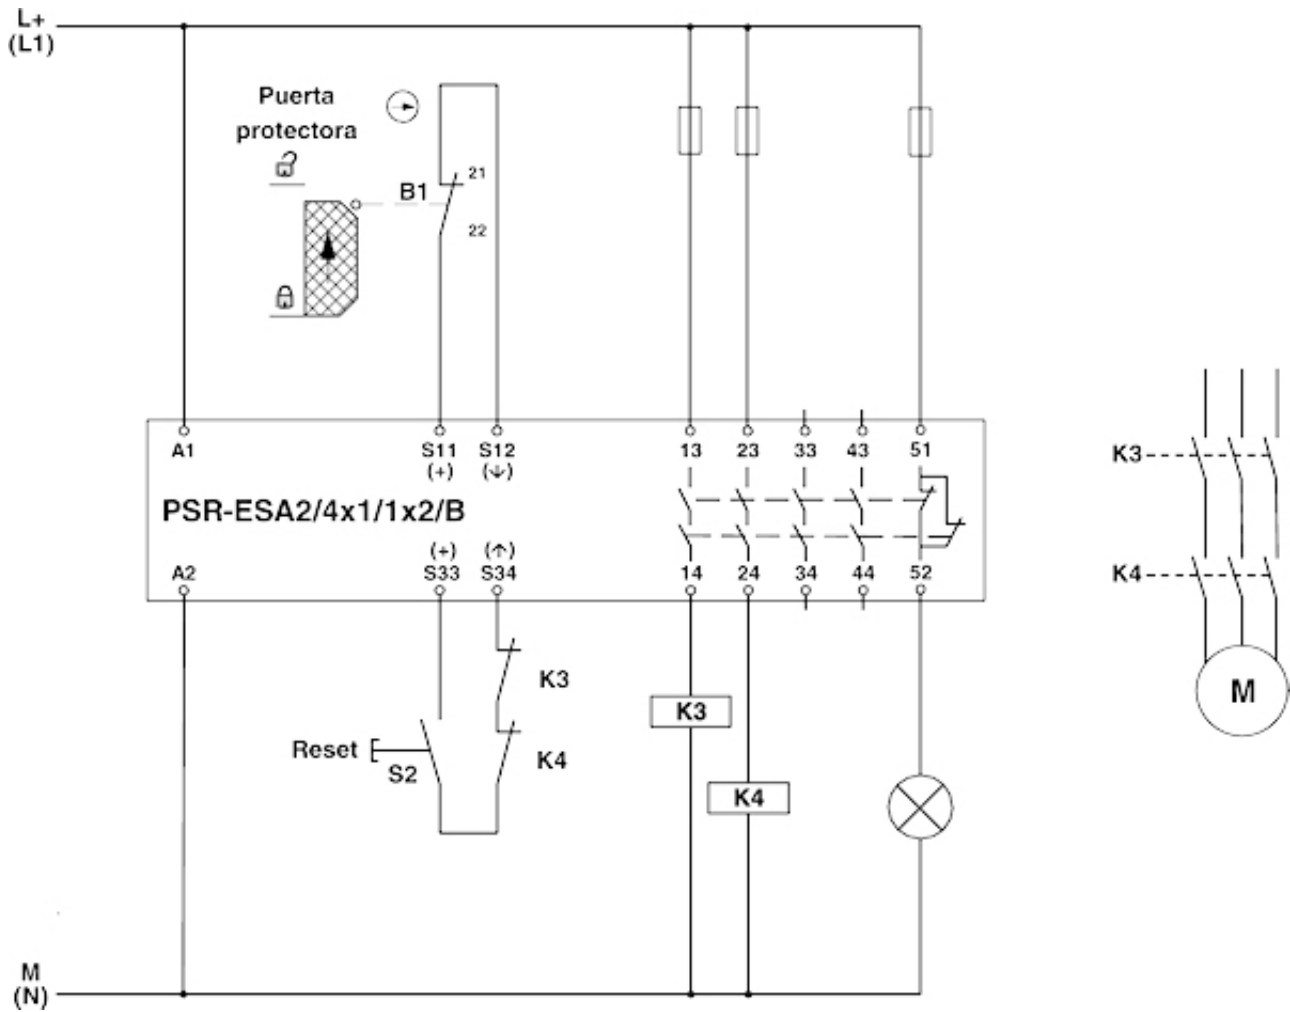 L+
(L1)
Puerta
protectora
B1
21
22
A1
S11
S12
13
23
33
43
51
(+)
(↓)
PSR-ESA2/4x1/1x2/B
(+)
(↑)
A2
S33
S34
14
24
34
44
52
K3
K4
M
K3
K3
Reset
S2
K4
K4
M
(N)